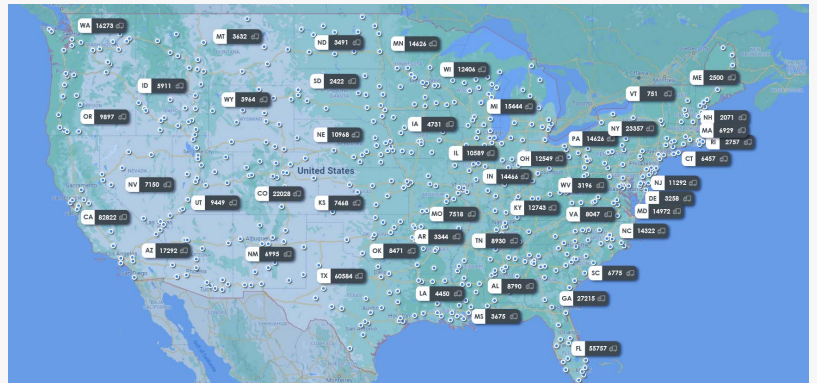 WA 16273
MT 3632
ND 3491
MN 14626
WI 12406
ME 2500
ID 5911
SD 2422
VT 751
WY 3964
MI 15444
OR 9897
NH 2071
IA 4731
NY 23357
MA 6929
NE 10968
PA 14626
RI 2757
IL 10589
OH 12549
CT 6457
United States
IN 14466
NV 7150
WV 3196
NJ 11292
CO 22028
UT 9449
KS 7468
DE 3258
KY 12743
MD 14972
CA 82822
MO 7518
VA 8047
AR 3344
TN 8930
NC 14322
AZ 17292
Albuquerque
NM 6995
OK 8471
TX 60584
SC 6775
LA 4450
AL 8790
GA 27215
MS 3675
FL 55757
Monterrey